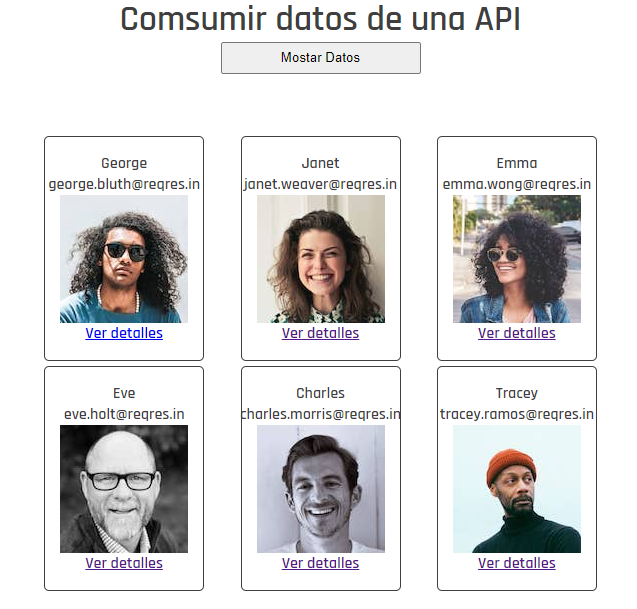 Comsumir datos de una API
Mostar Datos
George
george.bluth@reqres.in
Ver detalles
Janet
janet.weaver@reqres.in
Ver detalles
Emma
emma.wong@reqres.in
Ver detalles
Eve
eve.holt@reqres.in
Ver detalles
Charles
charles.morris@reqres.in
Ver detalles
Tracey
tracey.ramos@reqres.in
Ver detalles